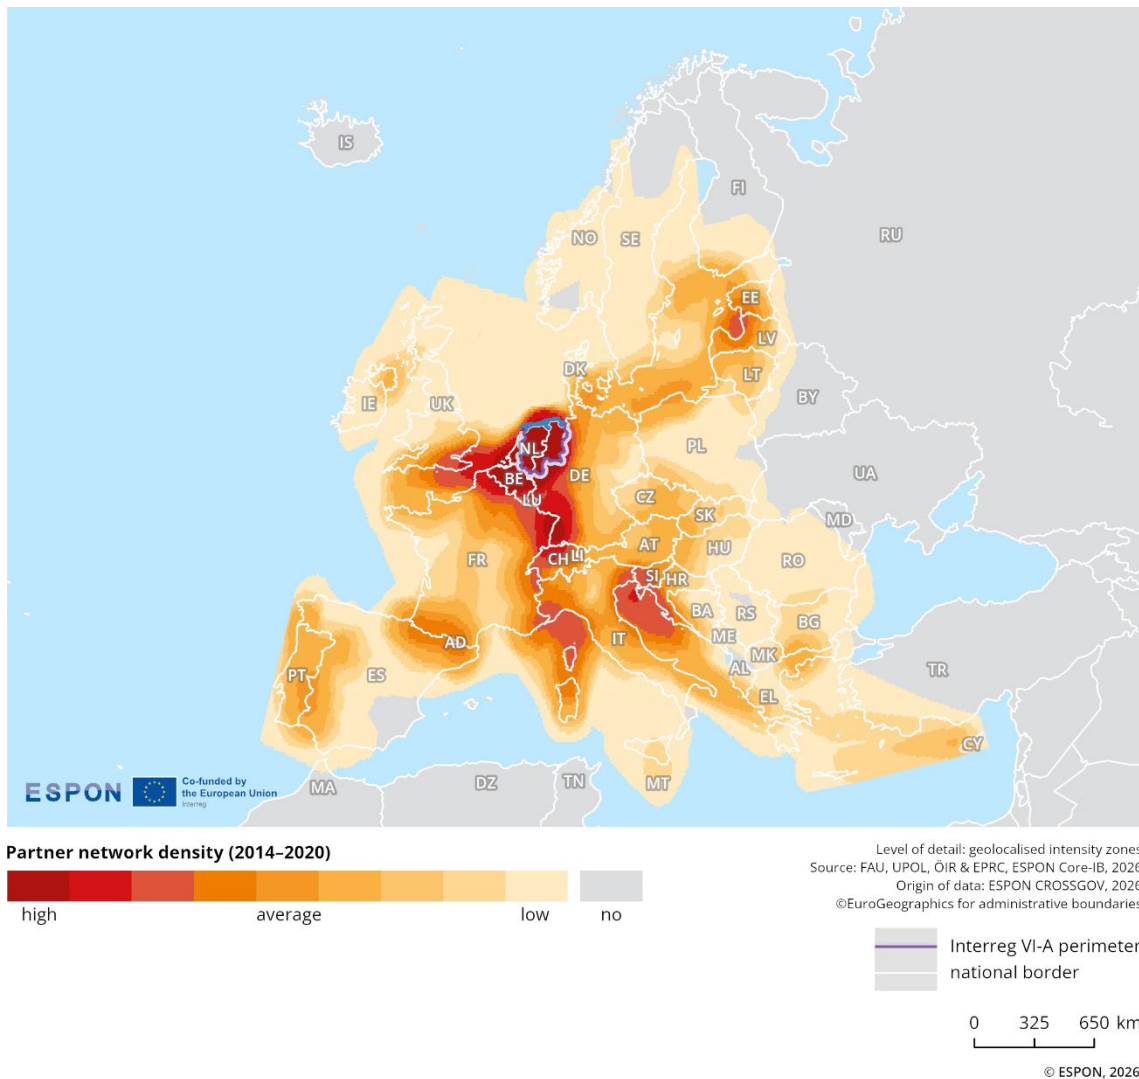 IS
FI
NO
SE
RU
EE
LV
LT
DK
BY
IE
UK
NL
PL
BE
DE
UA
LU
CZ
SK
MD
AT
HU
FR
CH
LI
RO
SI
HR
BA
RS
BG
IT
ME
MK
AD
AL
PT
ES
TR
EL
CY
MA
DZ
TN
MT
ESPON
Co-funded by
the European Union
Interreg
Partner network density (2014–2020)
high average low no
Level of detail: geolocalised intensity zones
Source: FAU, UPOL, ÖIR & EPRC, ESPON Core-IB, 2026
Origin of data: ESPON CROSSGOV, 2026
©EuroGeographics for administrative boundaries
Interreg VI-A perimeter
national border
0 325 650 km
© ESPON, 2026